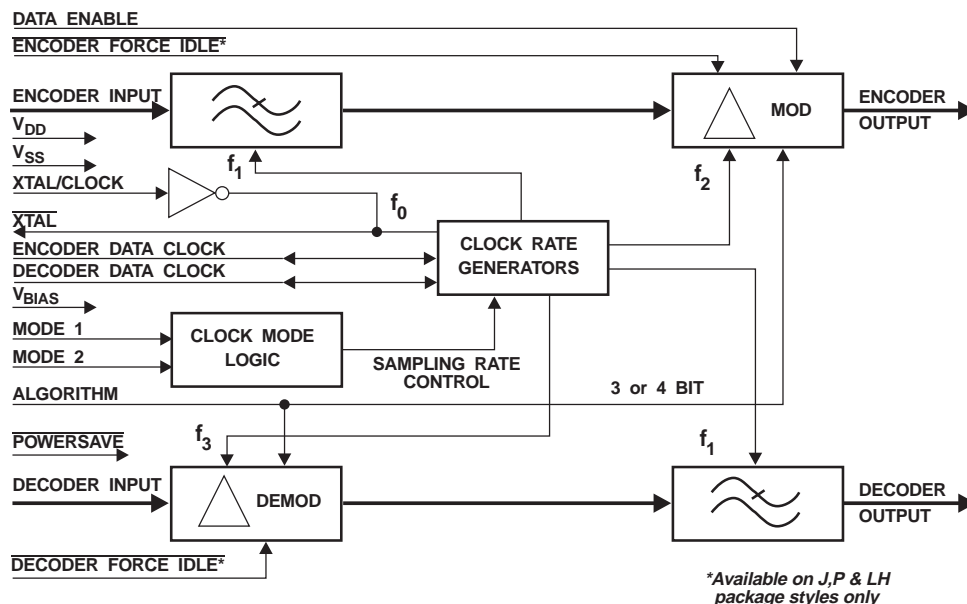 DATA ENABLE
ENCODER FORCE IDLE*
ENCODER INPUT
MOD
ENCODER
OUTPUT
VDD
VSS
f1
f2
XTAL/CLOCK
f0
XTAL
CLOCK RATE
GENERATORS
ENCODER DATA CLOCK
DECODER DATA CLOCK
VBIAS
MODE 1
CLOCK MODE
LOGIC
MODE 2
SAMPLING RATE
CONTROL
ALGORITHM
3 or 4 BIT
f3
f1
POWERSAVE
DECODER INPUT
DEMOD
DECODER
OUTPUT
DECODER FORCE IDLE*
*Available on J,P & LH
package styles only